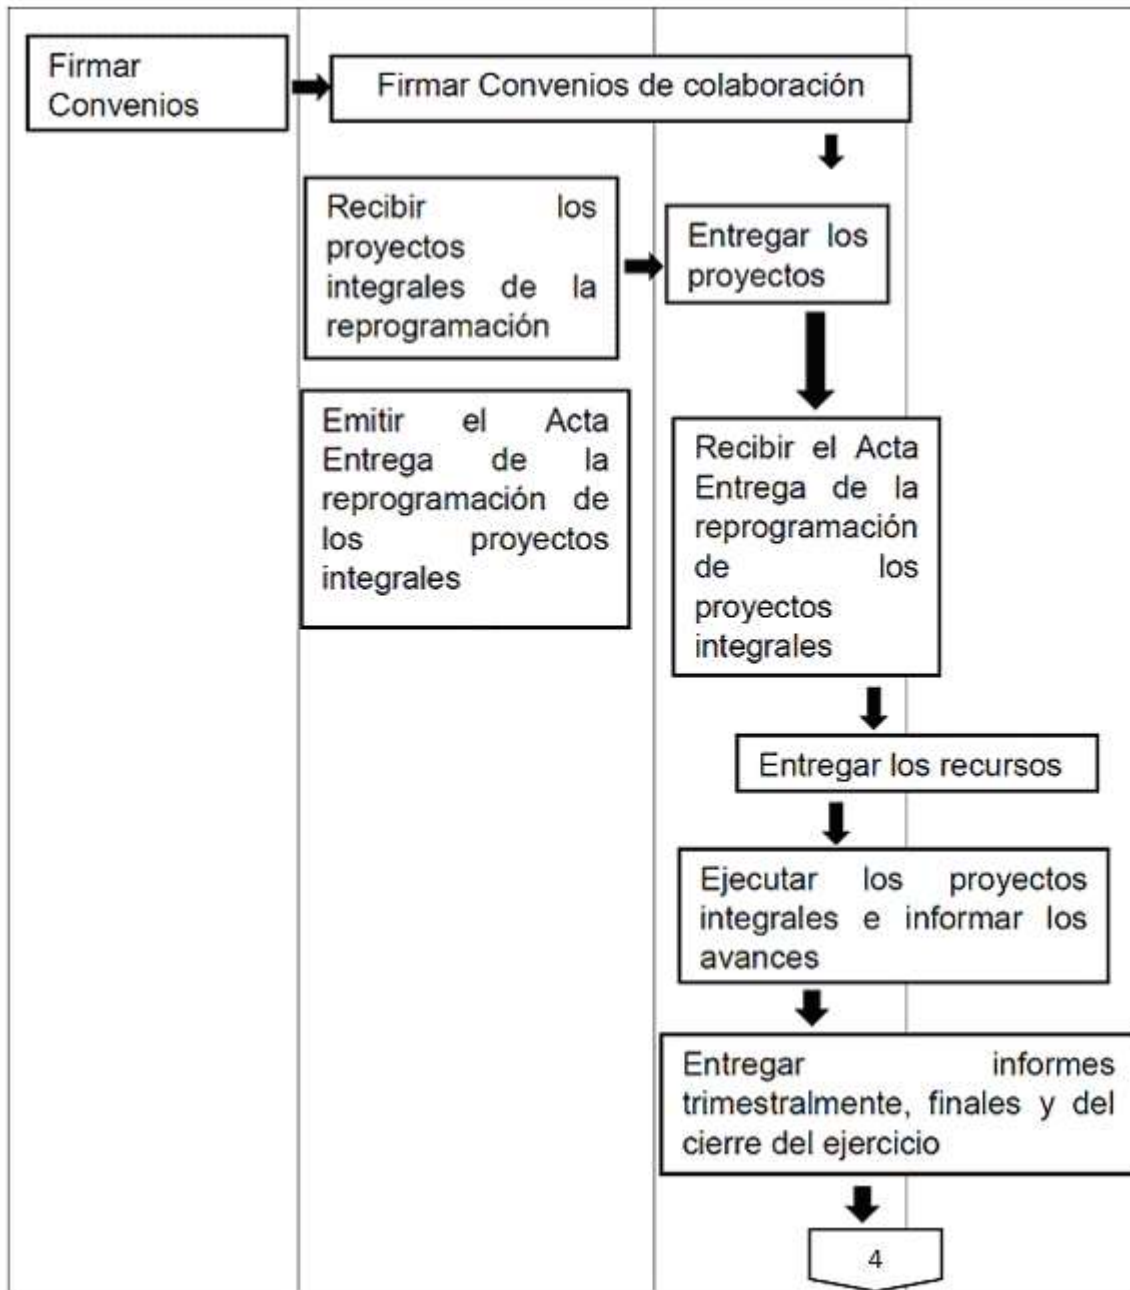 Firmar
Convenios
Firmar Convenios de colaboración
Recibir los
proyectos
integrales de la
reprogramación
Entregar los
proyectos
Emitir el Acta
Entrega de la
reprogramación de
los proyectos
integrales
Recibir el Acta
Entrega de la
reprogramación
de los
proyectos
integrales
Entregar los recursos
Ejecutar los proyectos
integrales e informar los
avances
Entregar informes
trimestralmente, finales y del
cierre del ejercicio
4